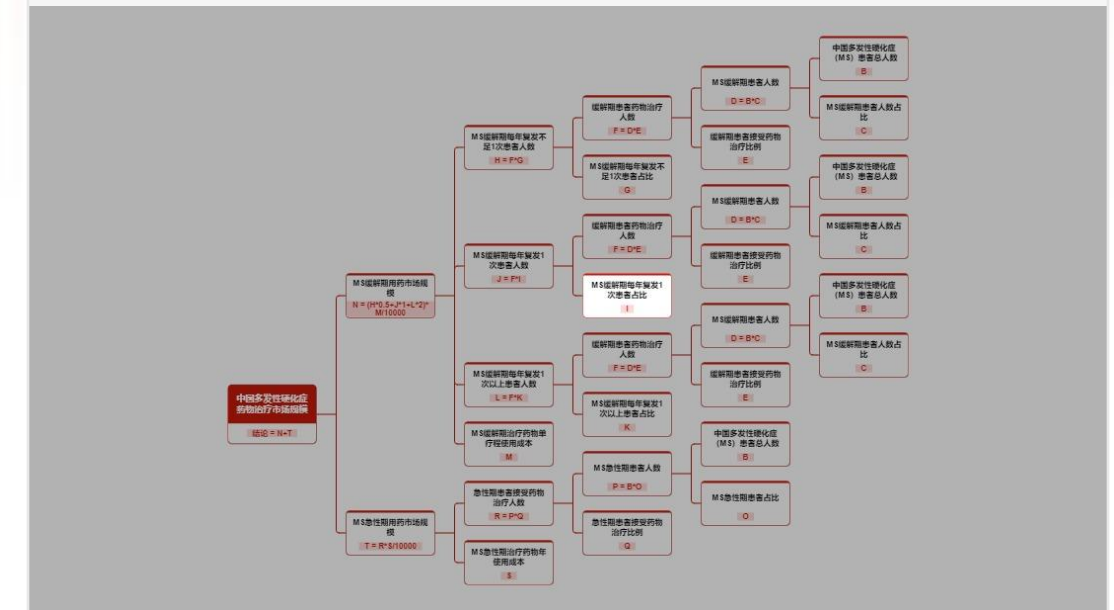 中国多发性硬化症
(MS) 患者总人数
B
MS缓解期患者人数
D = B*C
MS缓解期患者人数占
比
C
缓解期患者药物治疗
人数
F = D*E
缓解期患者接受药物
治疗比例
E
MS缓解期每年复发不
足1次患者人数
H = F*G
MS缓解期每年复发不
足1次患者占比
G
中国多发性硬化症
(MS) 患者总人数
B
MS缓解期患者人数
D = B*C
MS缓解期患者人数占
比
C
缓解期患者药物治疗
人数
F = D*E
缓解期患者接受药物
治疗比例
E
MS缓解期每年复发1
次患者人数
J = F*I
MS缓解期每年复发1
次患者占比
I
MS缓解期用药市场规
模
N = (H*0.5+J*1+L*2)*
M/10000
中国多发性硬化症
(MS) 患者总人数
B
MS缓解期患者人数
D = B*C
MS缓解期患者人数占
比
C
缓解期患者药物治疗
人数
F = D*E
缓解期患者接受药物
治疗比例
E
MS缓解期每年复发1
次以上患者人数
L = F*K
MS缓解期每年复发1
次以上患者占比
K
中国多发性硬化症
药物治疗市场规模
结论 = N+T
MS缓解期治疗药物单
疗程使用成本
M
中国多发性硬化症
(MS) 患者总人数
B
MS急性期患者人数
P = B*O
MS急性期患者占比
O
急性期患者接受药物
治疗人数
R = P*Q
急性期患者接受药物
治疗比例
Q
MS急性期用药市场规
模
T = R*S/10000
MS急性期治疗药物年
使用成本
S